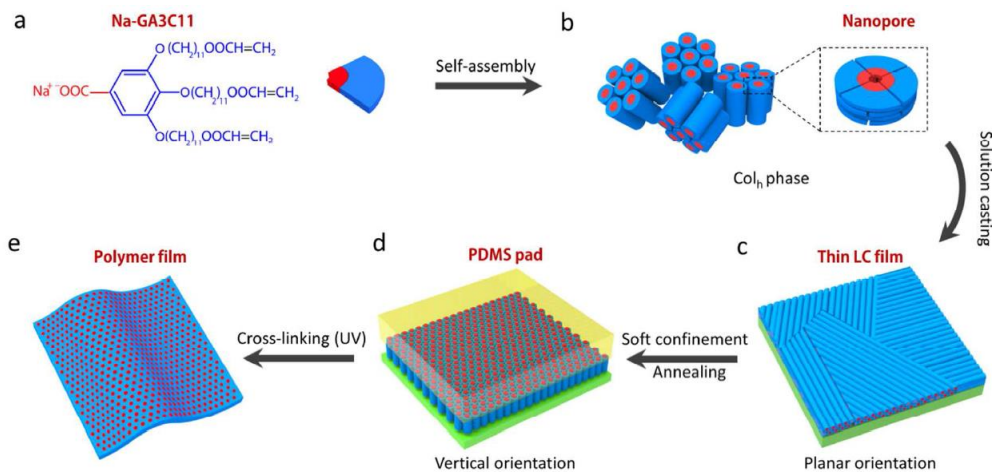 a
Na-GA3C11
O(CH₂)₁₁OOCH=CH₂
Na⁺ ⁻OOC
O(CH₂)₁₁OOCH=CH₂
O(CH₂)₁₁OOCH=CH₂
Self-assembly
b
Nanopore
Colₕ phase
Solution casting
c
Thin LC film
Planar orientation
Soft confinement
Annealing
d
PDMS pad
Vertical orientation
Cross-linking (UV)
e
Polymer film